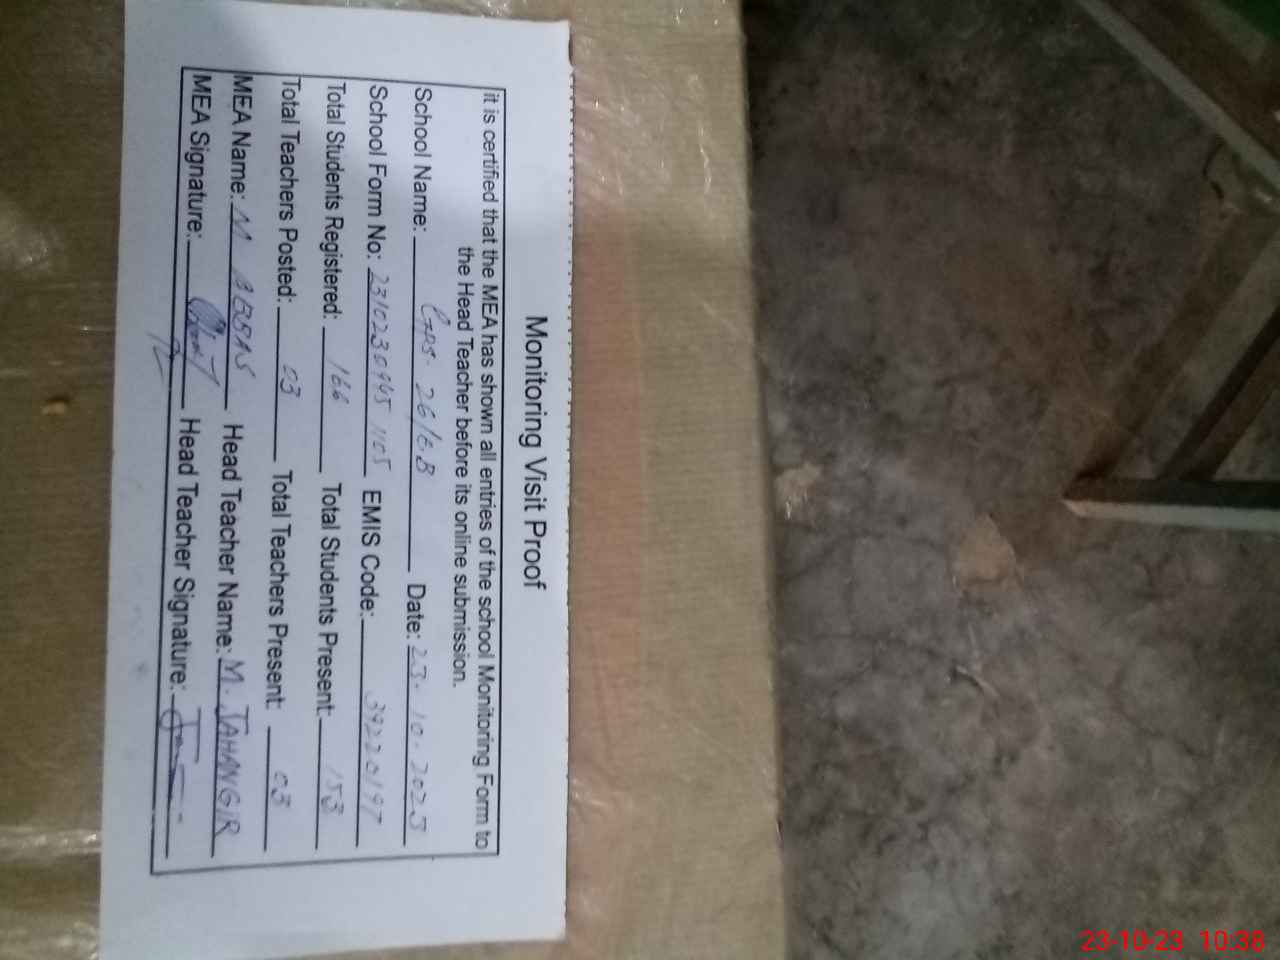 Monitoring Visit Proof
it is certified that the MEA has shown all entries of the school Monitoring Form to
the Head Teacher before its online submission.
School Name: GPS. 26/E.B Date: 23.10.2023
School Form No: 2310230945 EMIS Code: 39220197
Total Students Registered: 166 Total Students Present: 153
Total Teachers Posted: 03 Total Teachers Present: 03
MEA Name: M ABBAS Head Teacher Name: M. JAHANGIR
MEA Signature: Head Teacher Signature:
23-10-23 10:38